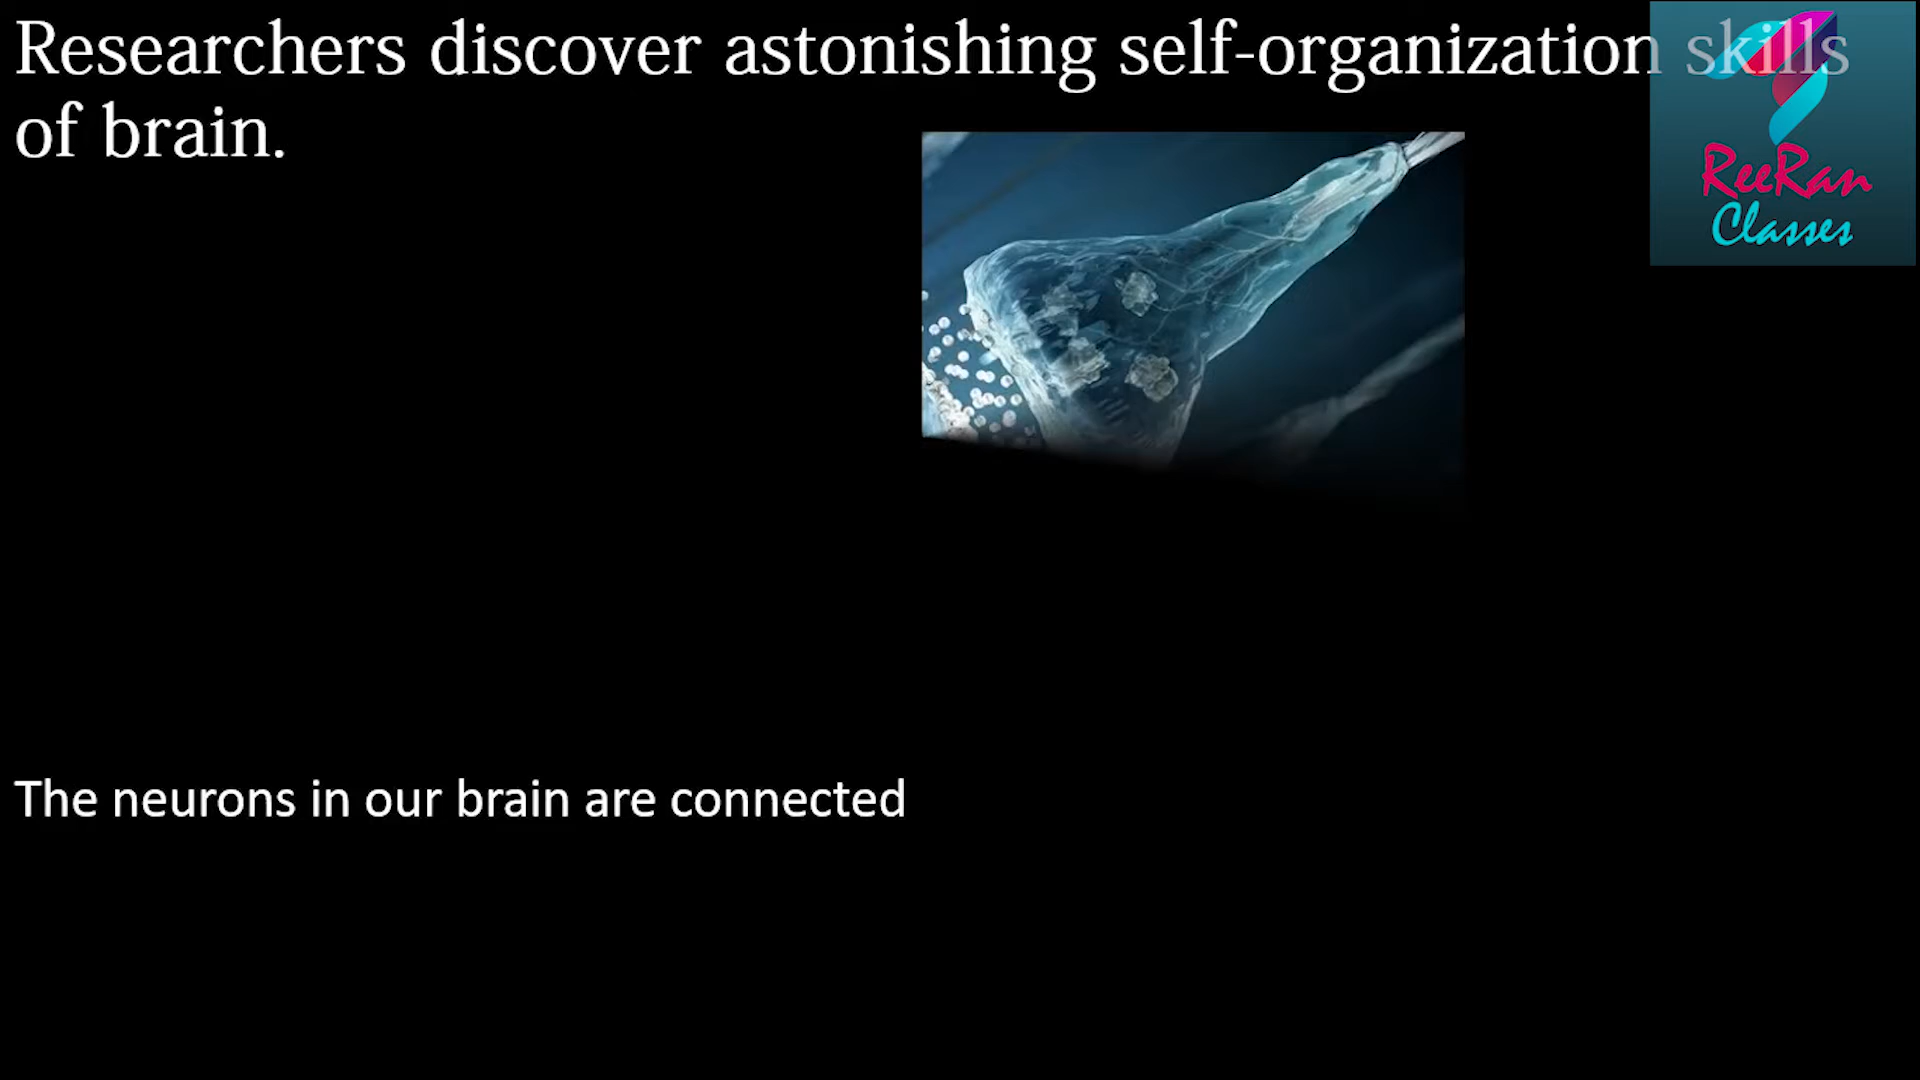 Researchers discover astonishing self-organization skills
of brain.
ReeRan
Classes
The neurons in our brain are connected